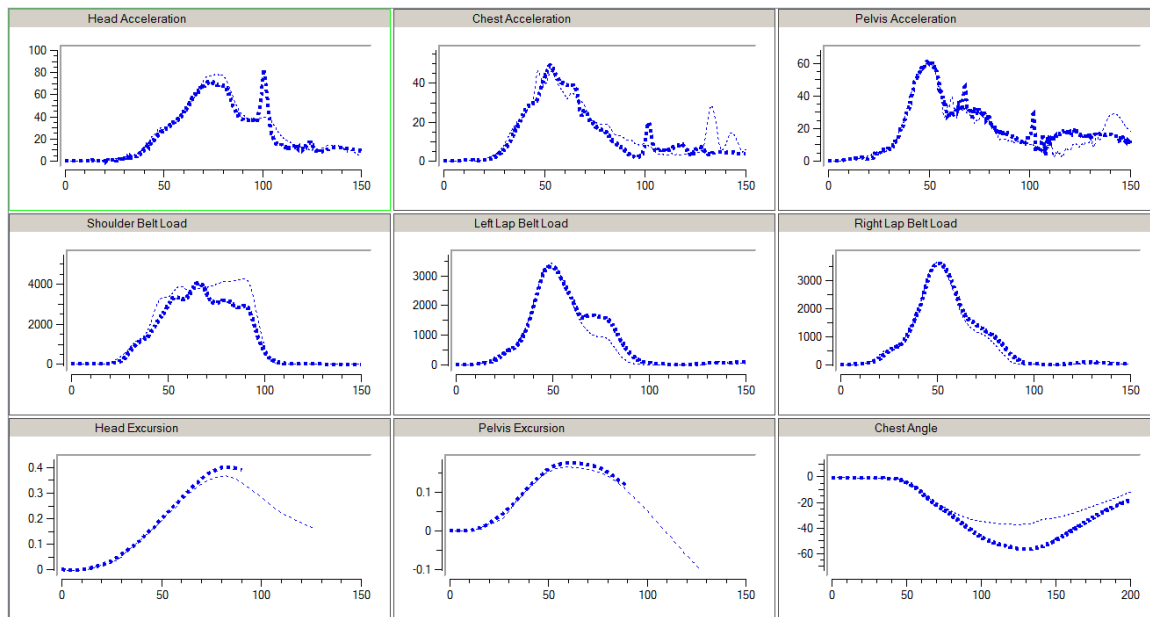 Head Acceleration
100
80
60
40
20
0
0 50 100 150
Chest Acceleration
40
20
0
0 50 100 150
Pelvis Acceleration
60
40
20
0
0 50 100 150
Shoulder Belt Load
4000
2000
0
0 50 100 150
Left Lap Belt Load
3000
2000
1000
0
0 50 100 150
Right Lap Belt Load
3000
2000
1000
0
0 50 100 150
Head Excursion
0.4
0.3
0.2
0.1
0
0 50 100 150
Pelvis Excursion
0.1
0
-0.1
0 50 100 150
Chest Angle
0
-20
-40
-60
0 50 100 150 200